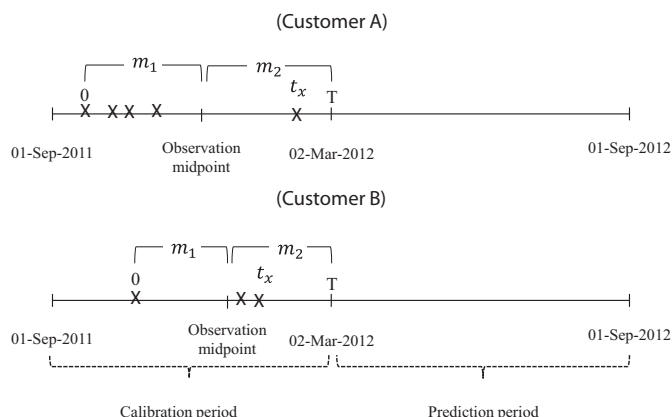 (Customer A)
m₁ m₂
0 tₓ T
X X X X X
01-Sep-2011 Observation midpoint 02-Mar-2012 01-Sep-2012
(Customer B)
m₁ m₂
0 tₓ T
X X X
01-Sep-2011 Observation midpoint 02-Mar-2012 01-Sep-2012
Calibration period Prediction period